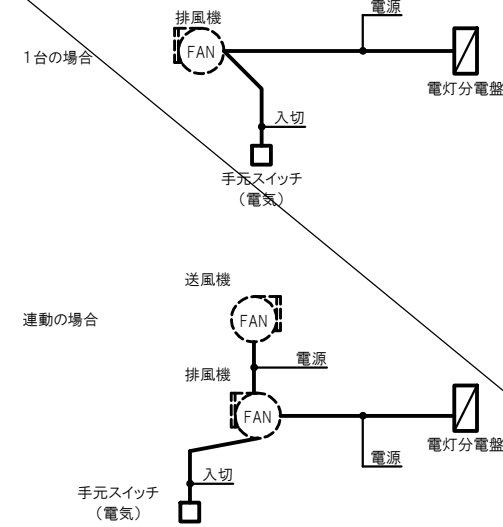 排風機
電源
1台の場合
FAN
電灯分電盤
入切
手元スイッチ
（電気）
送風機
連動の場合
FAN
電源
排風機
FAN
電灯分電盤
電源
入切
手元スイッチ
（電気）